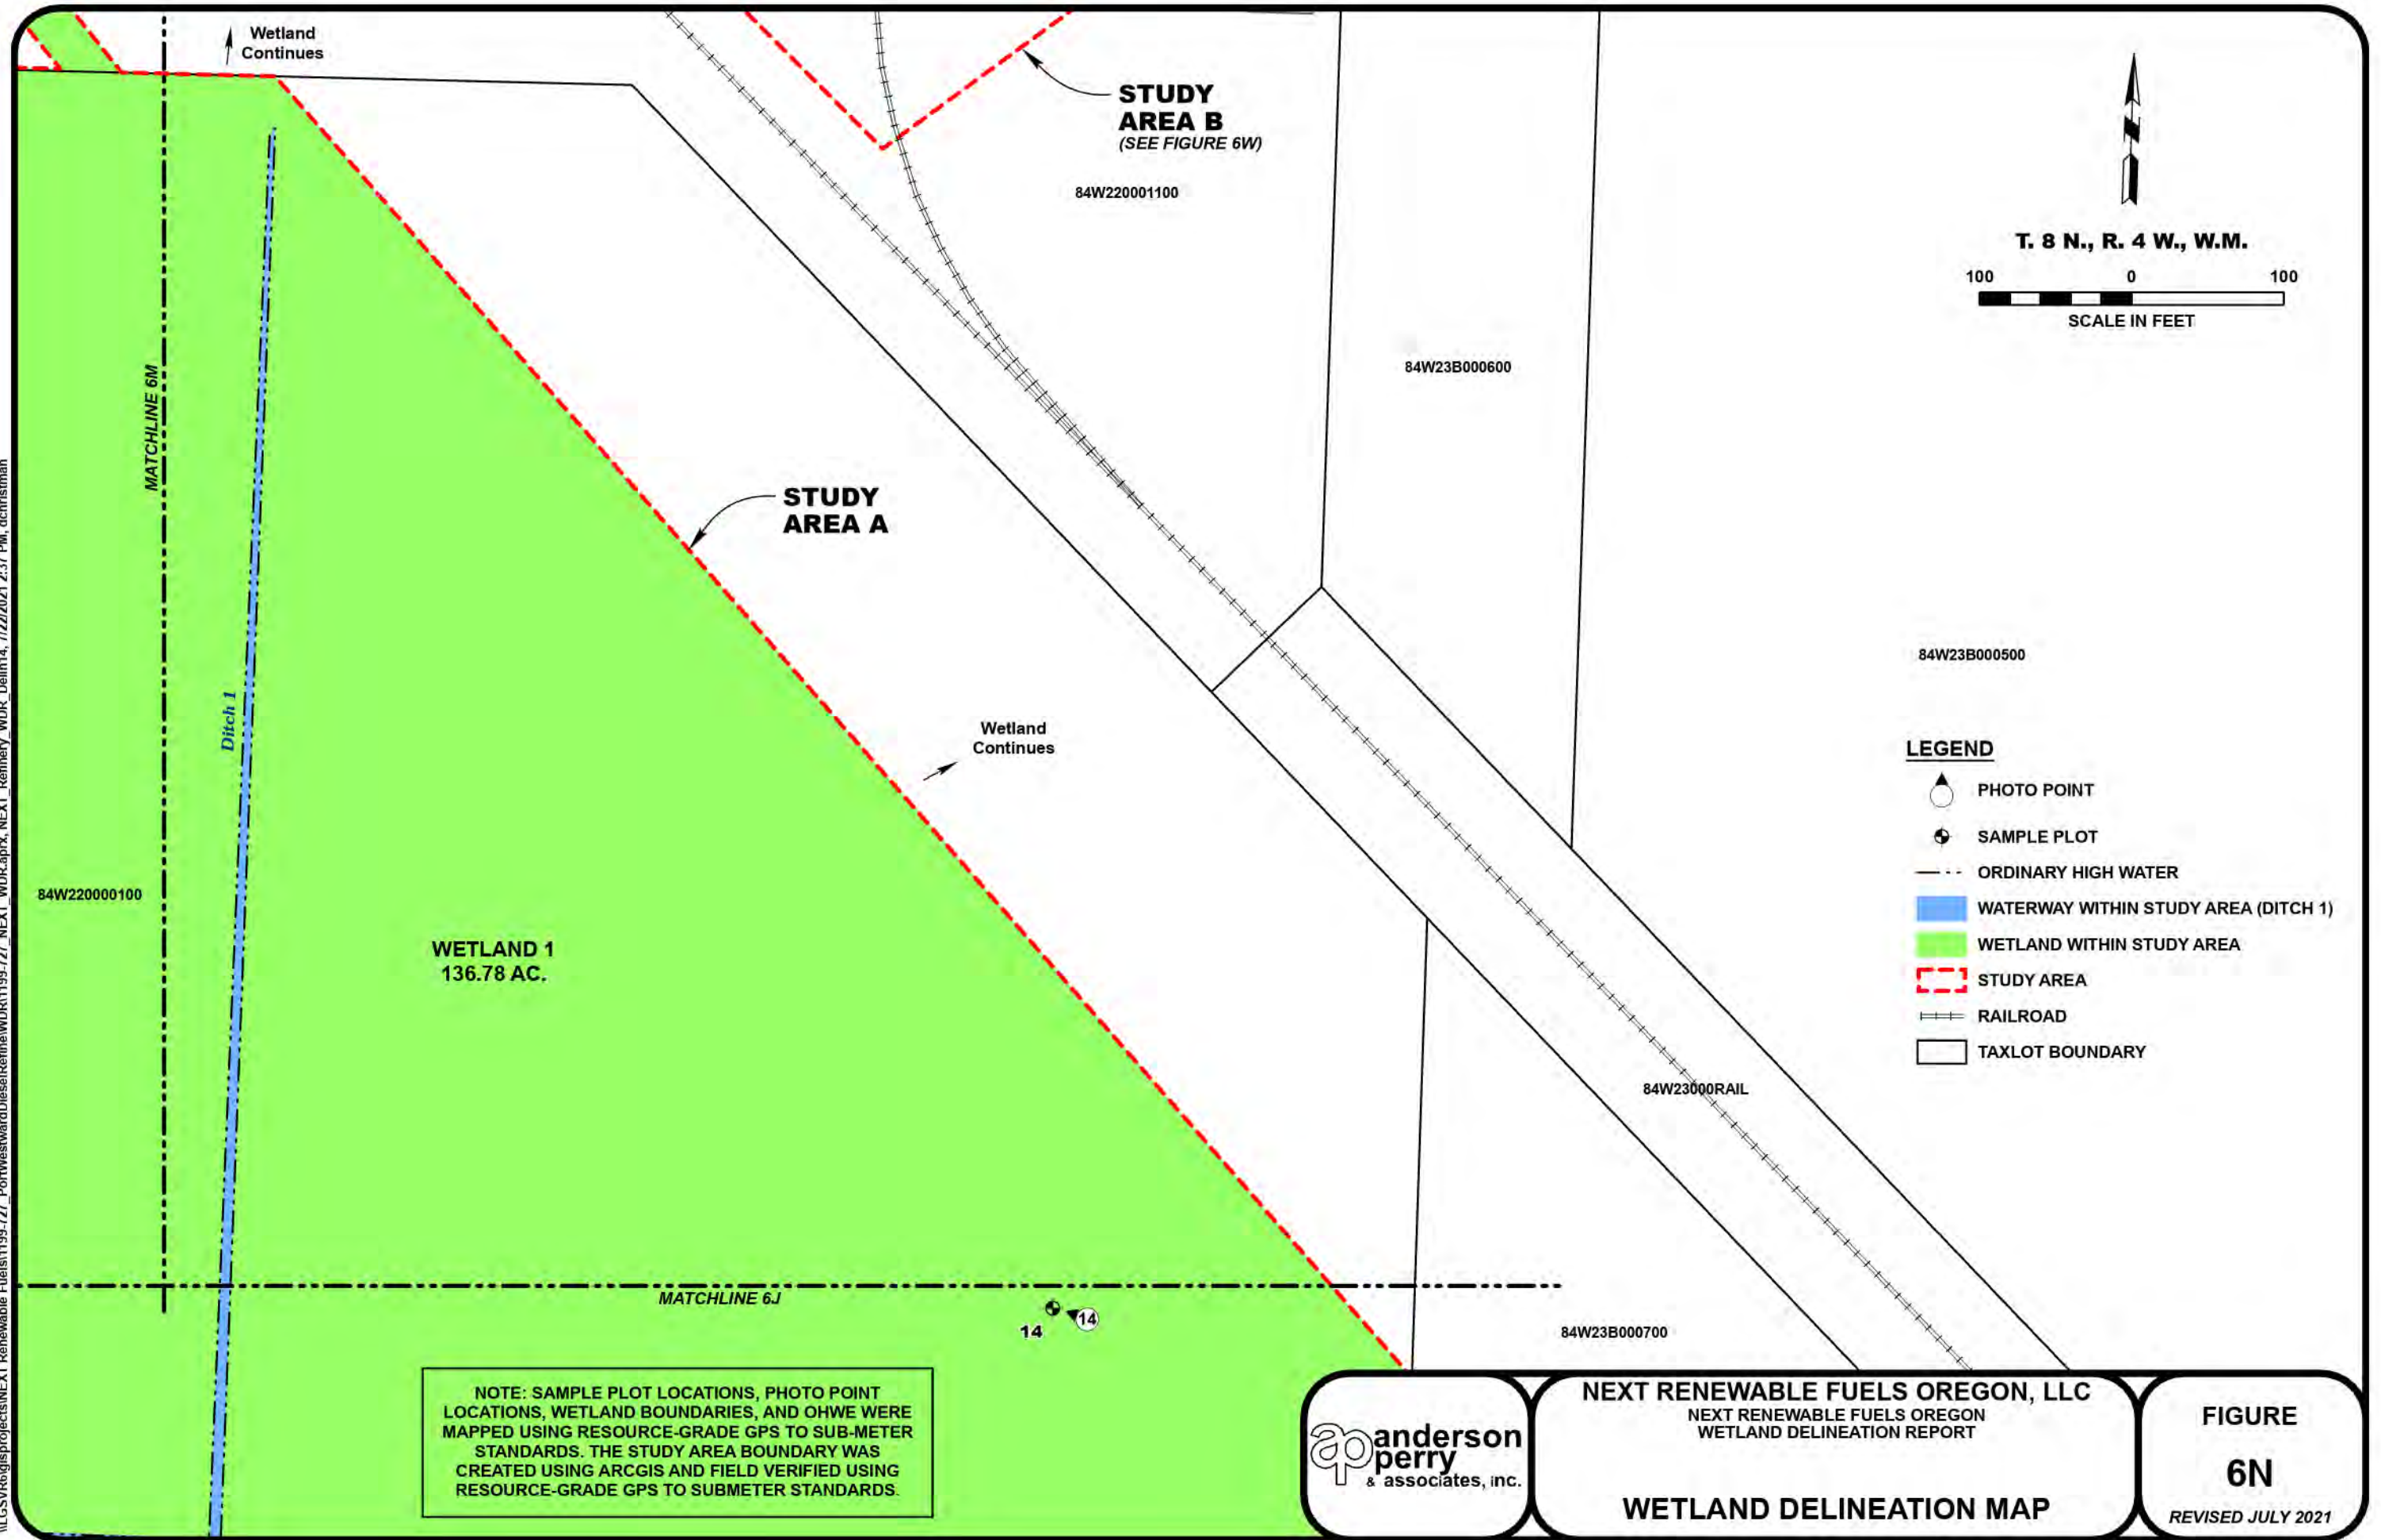 Wetland
Continues
STUDY
AREA B
(SEE FIGURE 6W)
84W220001100
T. 8 N., R. 4 W., W.M.
100 0 100
SCALE IN FEET
84W23B000600
MATCHLINE 6M
STUDY
AREA A
84W23B000500
Ditch 1
Wetland
Continues
84W220000100
WETLAND 1
136.78 AC.
LEGEND
PHOTO POINT
SAMPLE PLOT
ORDINARY HIGH WATER
WATERWAY WITHIN STUDY AREA (DITCH 1)
WETLAND WITHIN STUDY AREA
STUDY AREA
RAILROAD
TAXLOT BOUNDARY
84W23000RAIL
MATCHLINE 6J
14
14
84W23B000700
NOTE: SAMPLE PLOT LOCATIONS, PHOTO POINT
LOCATIONS, WETLAND BOUNDARIES, AND OHWE WERE
MAPPED USING RESOURCE-GRADE GPS TO SUB-METER
STANDARDS. THE STUDY AREA BOUNDARY WAS
CREATED USING ARCGIS AND FIELD VERIFIED USING
RESOURCE-GRADE GPS TO SUBMETER STANDARDS.
ap
anderson
perry
& associates, inc.
NEXT RENEWABLE FUELS OREGON, LLC
NEXT RENEWABLE FUELS OREGON
WETLAND DELINEATION REPORT
WETLAND DELINEATION MAP
FIGURE
6N
REVISED JULY 2021